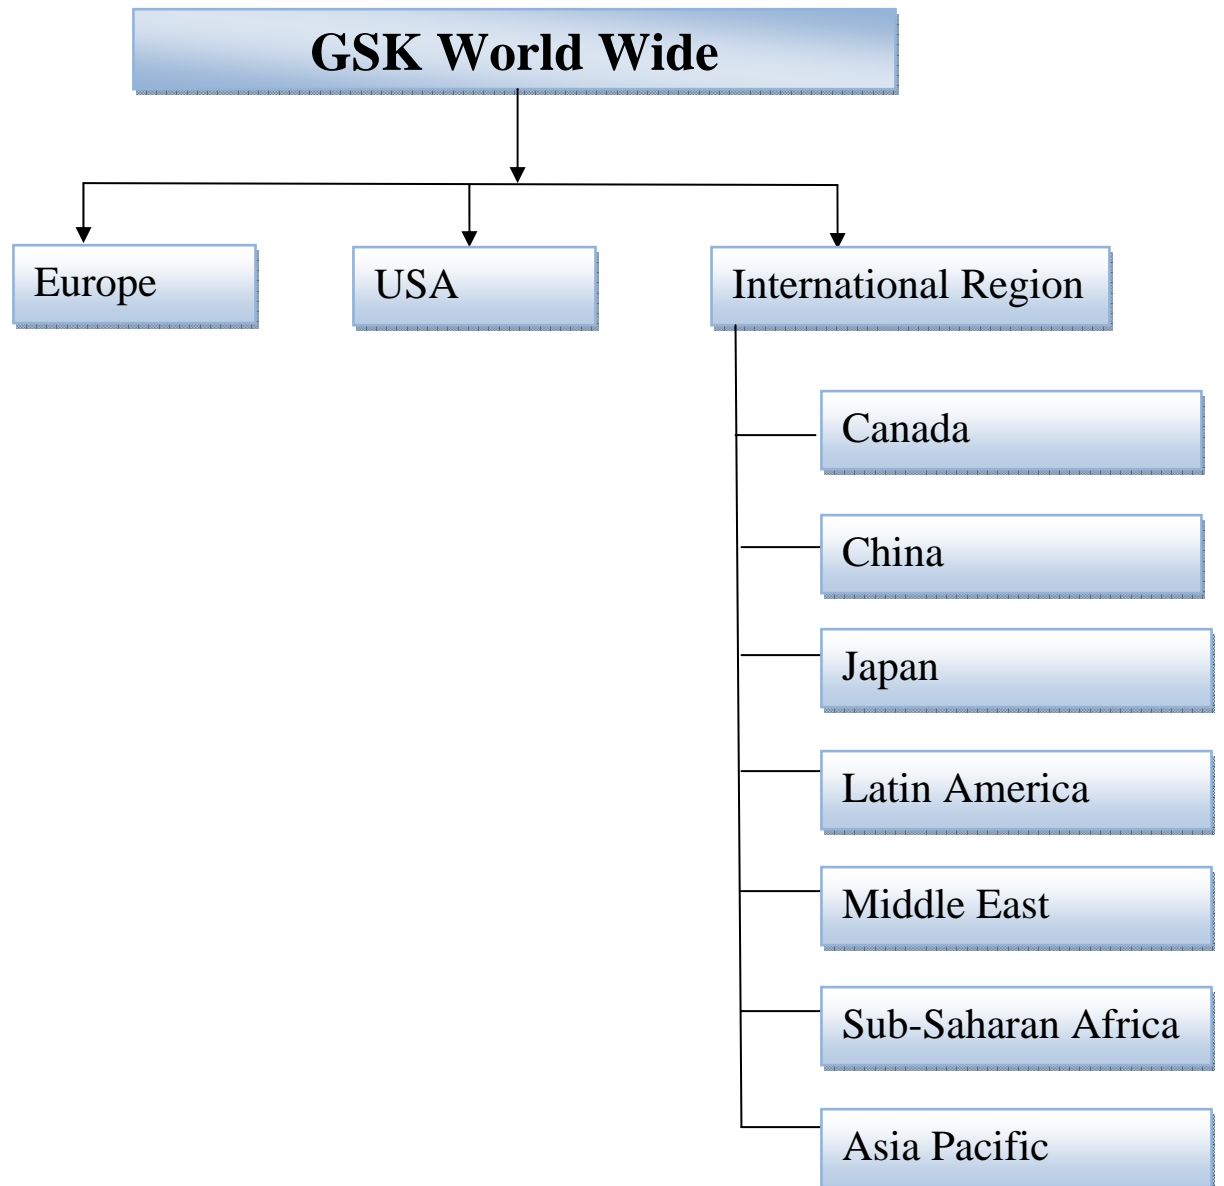 GSK World Wide
Europe
USA
International Region
Canada
China
Japan
Latin America
Middle East
Sub-Saharan Africa
Asia Pacific